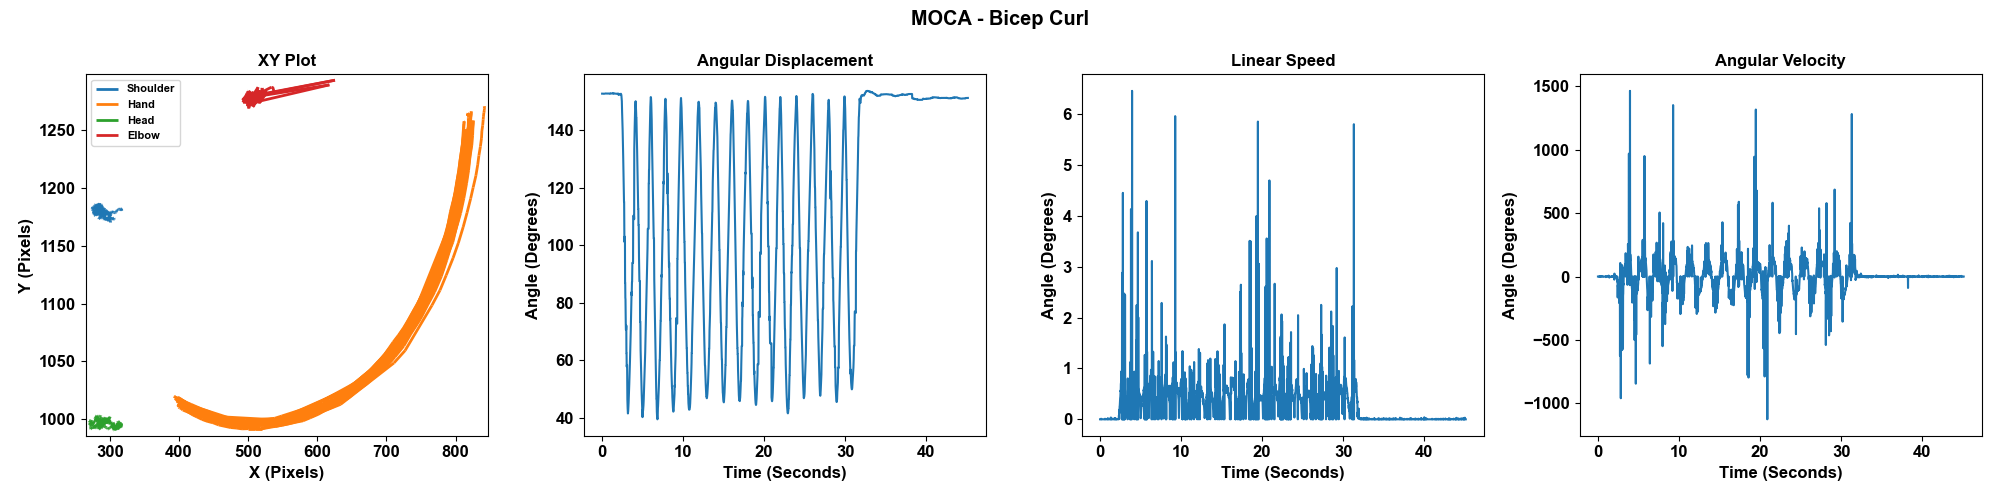 MOCA - Bicep Curl
XY Plot
Shoulder
Hand
Head
Elbow
Y (Pixels)
1250
1200
1150
1100
1050
1000
300 400 500 600 700 800
X (Pixels)
Angular Displacement
Angle (Degrees)
140
120
100
80
60
40
0 10 20 30 40
Time (Seconds)
Linear Speed
Angle (Degrees)
6
5
4
3
2
1
0
0 10 20 30 40
Time (Seconds)
Angular Velocity
Angle (Degrees)
1500
1000
500
0
−500
−1000
0 10 20 30 40
Time (Seconds)